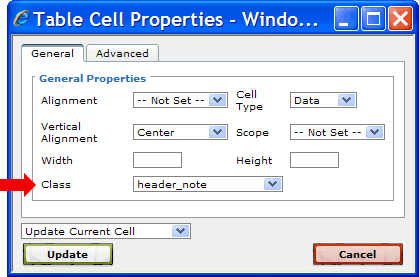 Table Cell Properties - Windo...
General Advanced
General Properties
Alignment -- Not Set -- Cell Type Data
Vertical Alignment Center Scope -- Not Set --
Width Height
Class header_note
Update Current Cell
Update Cancel